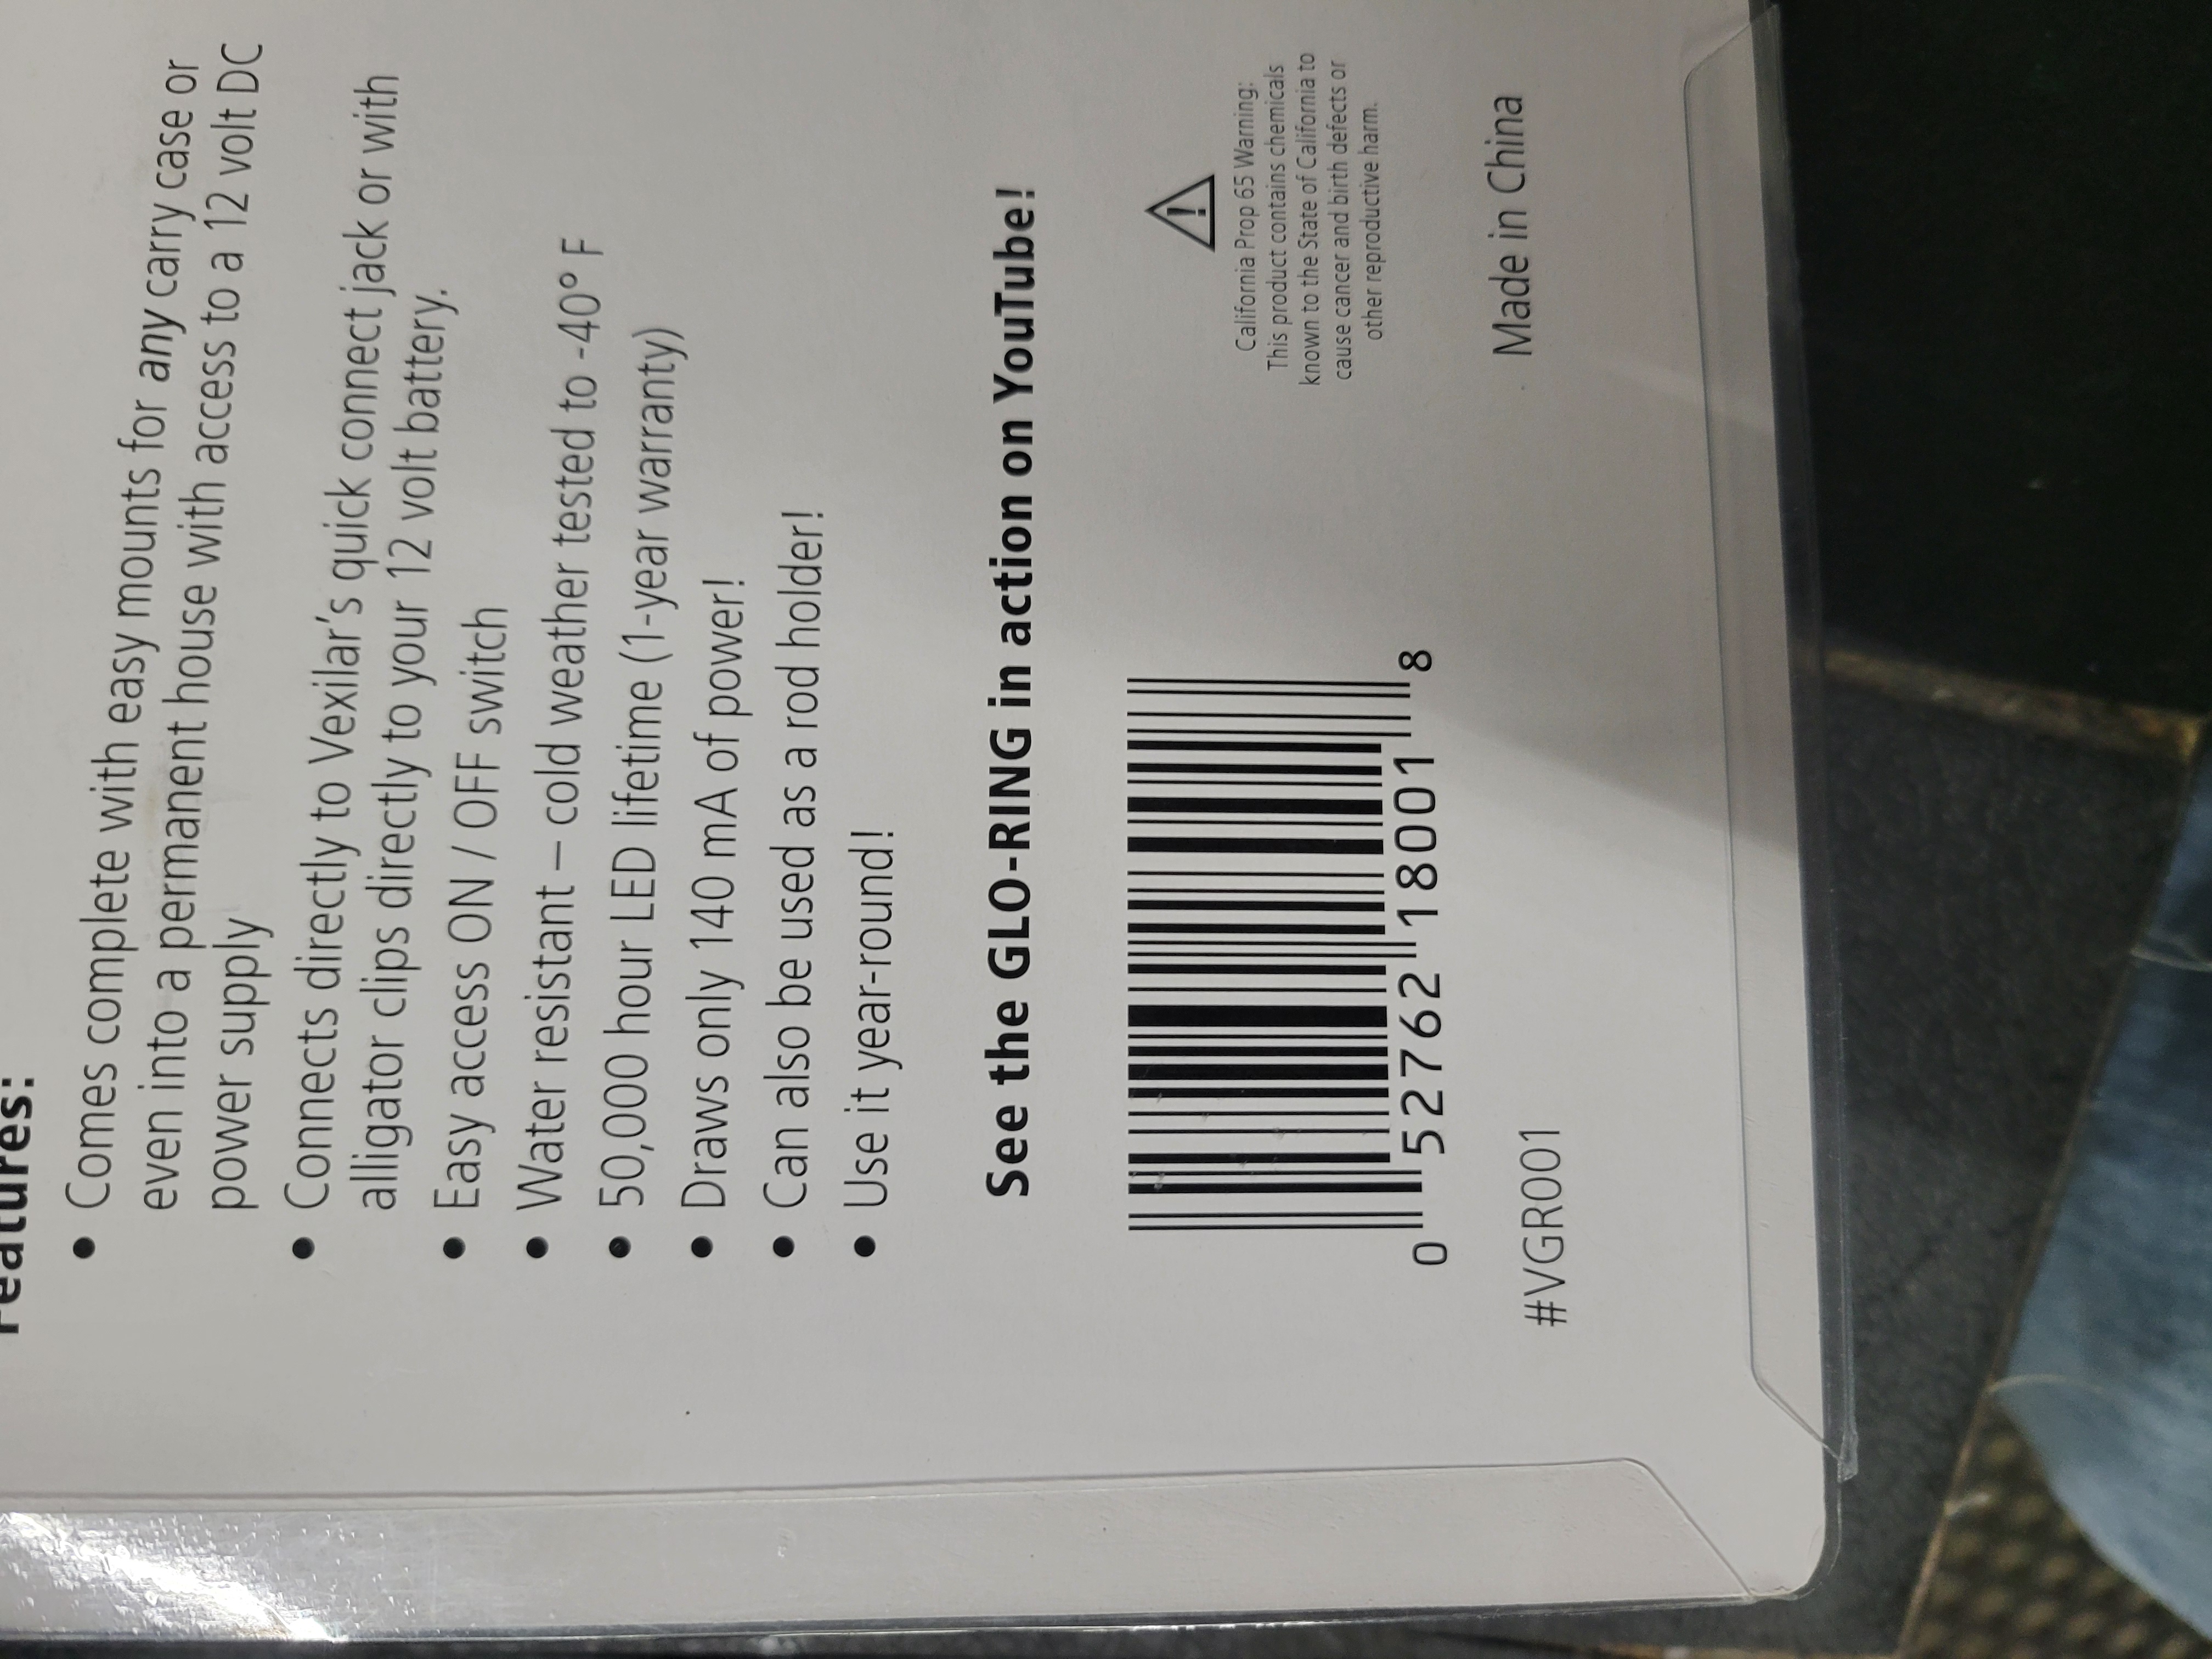 Features:
• Comes complete with easy mounts for any carry case or
even into a permanent house with access to a 12 volt DC
power supply
• Connects directly to Vexilar's quick connect jack or with
alligator clips directly to your 12 volt battery.
• Easy access ON / OFF switch
• Water resistant – cold weather tested to -40° F
• 50,000 hour LED lifetime (1-year warranty)
• Draws only 140 mA of power!
• Can also be used as a rod holder!
• Use it year-round!
See the GLO-RING in action on YouTube!
0 52762 18001 8
California Prop 65 Warning:
This product contains chemicals
known to the State of California to
cause cancer and birth defects or
other reproductive harm.
#VGR001
Made in China